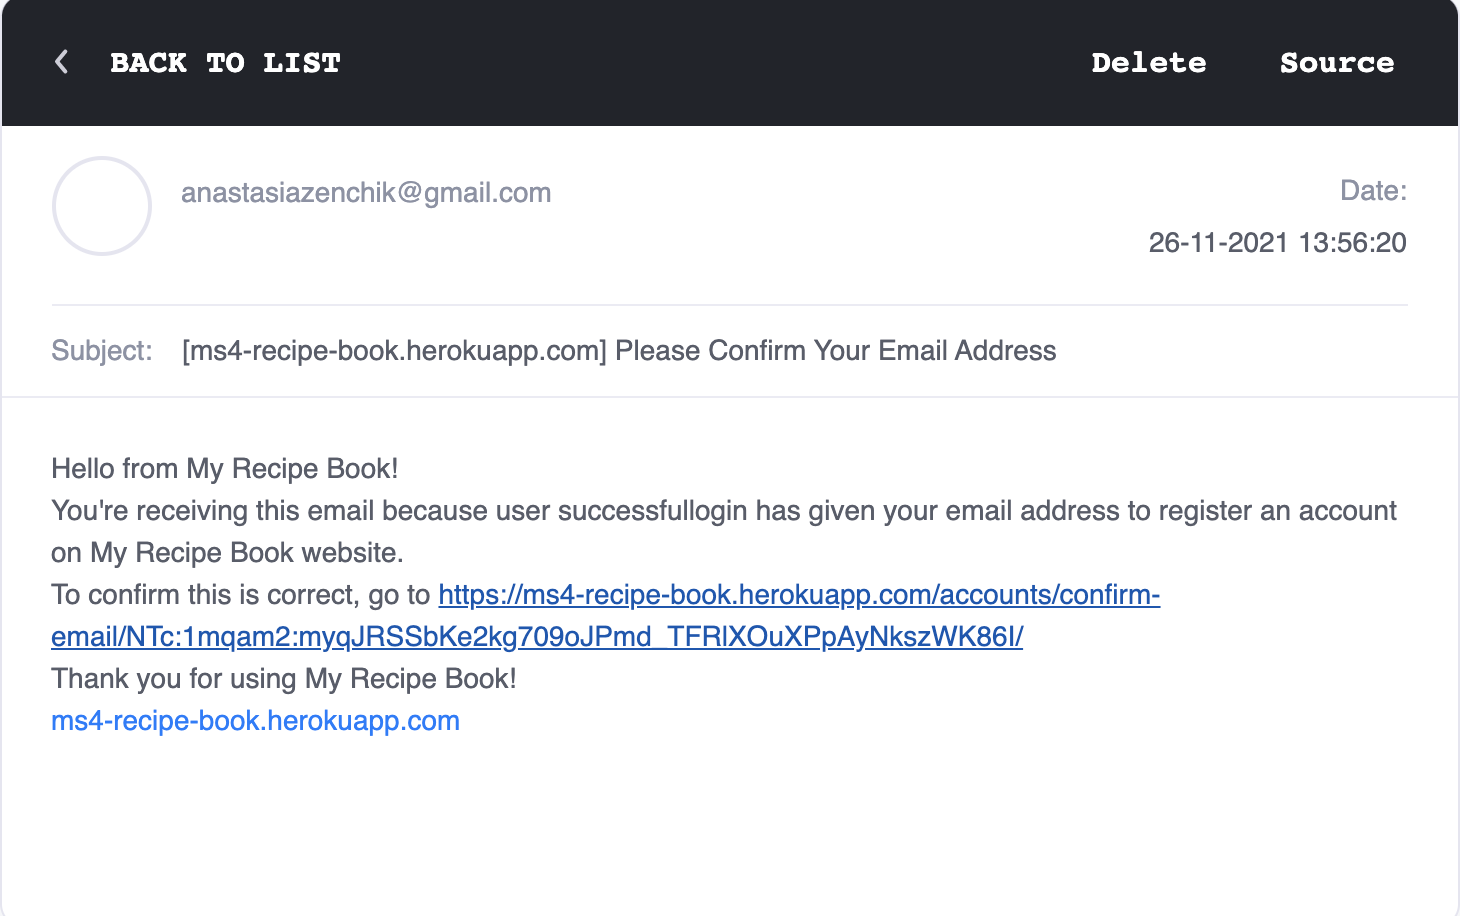 BACK TO LIST Delete Source
anastasiazenchik@gmail.com
Date:
26-11-2021 13:56:20
Subject: [ms4-recipe-book.herokuapp.com] Please Confirm Your Email Address
Hello from My Recipe Book!
You're receiving this email because user successfullogin has given your email address to register an account
on My Recipe Book website.
To confirm this is correct, go to https://ms4-recipe-book.herokuapp.com/accounts/confirm-
email/NTc:1mqam2:myqJRSSbKe2kg709oJPmd_TFRlXOuXPpAyNkszWK86I/
Thank you for using My Recipe Book!
ms4-recipe-book.herokuapp.com